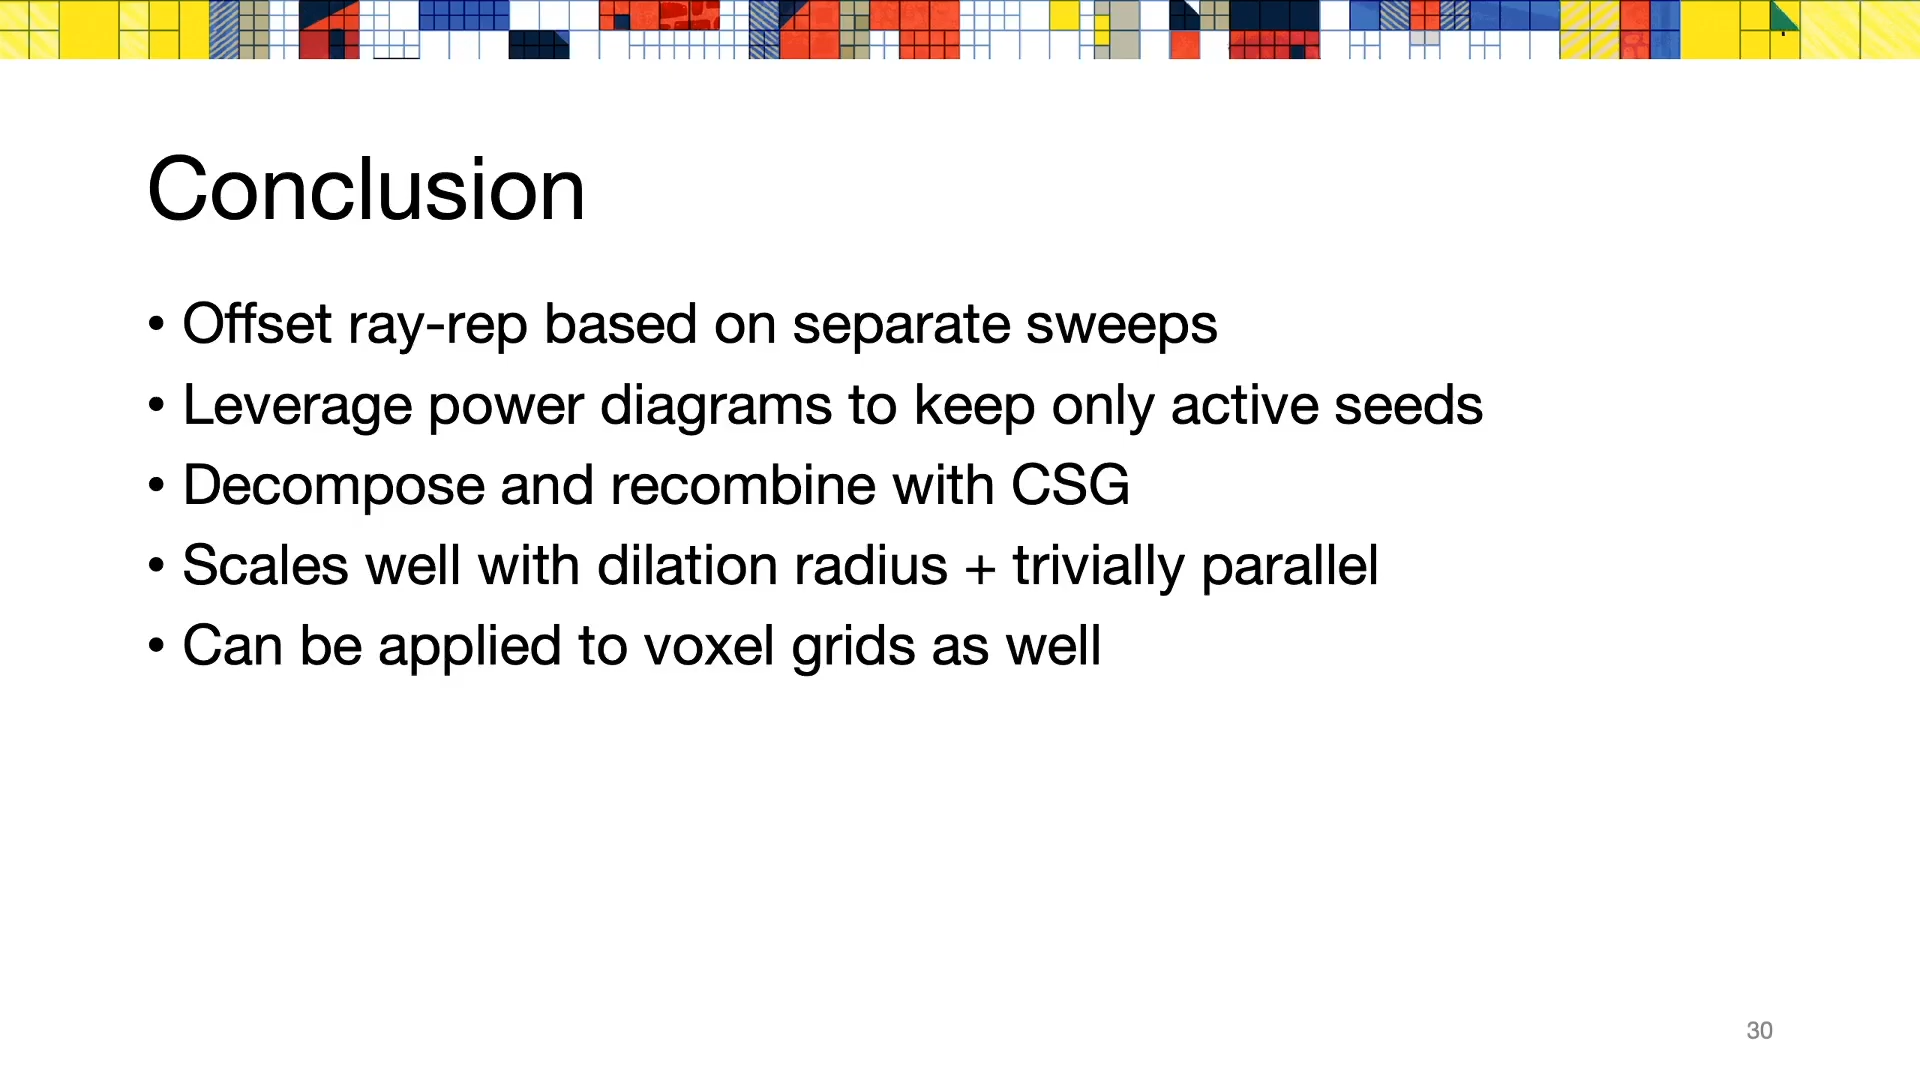 Conclusion
• Offset ray-rep based on separate sweeps
• Leverage power diagrams to keep only active seeds
• Decompose and recombine with CSG
• Scales well with dilation radius + trivially parallel
• Can be applied to voxel grids as well
30